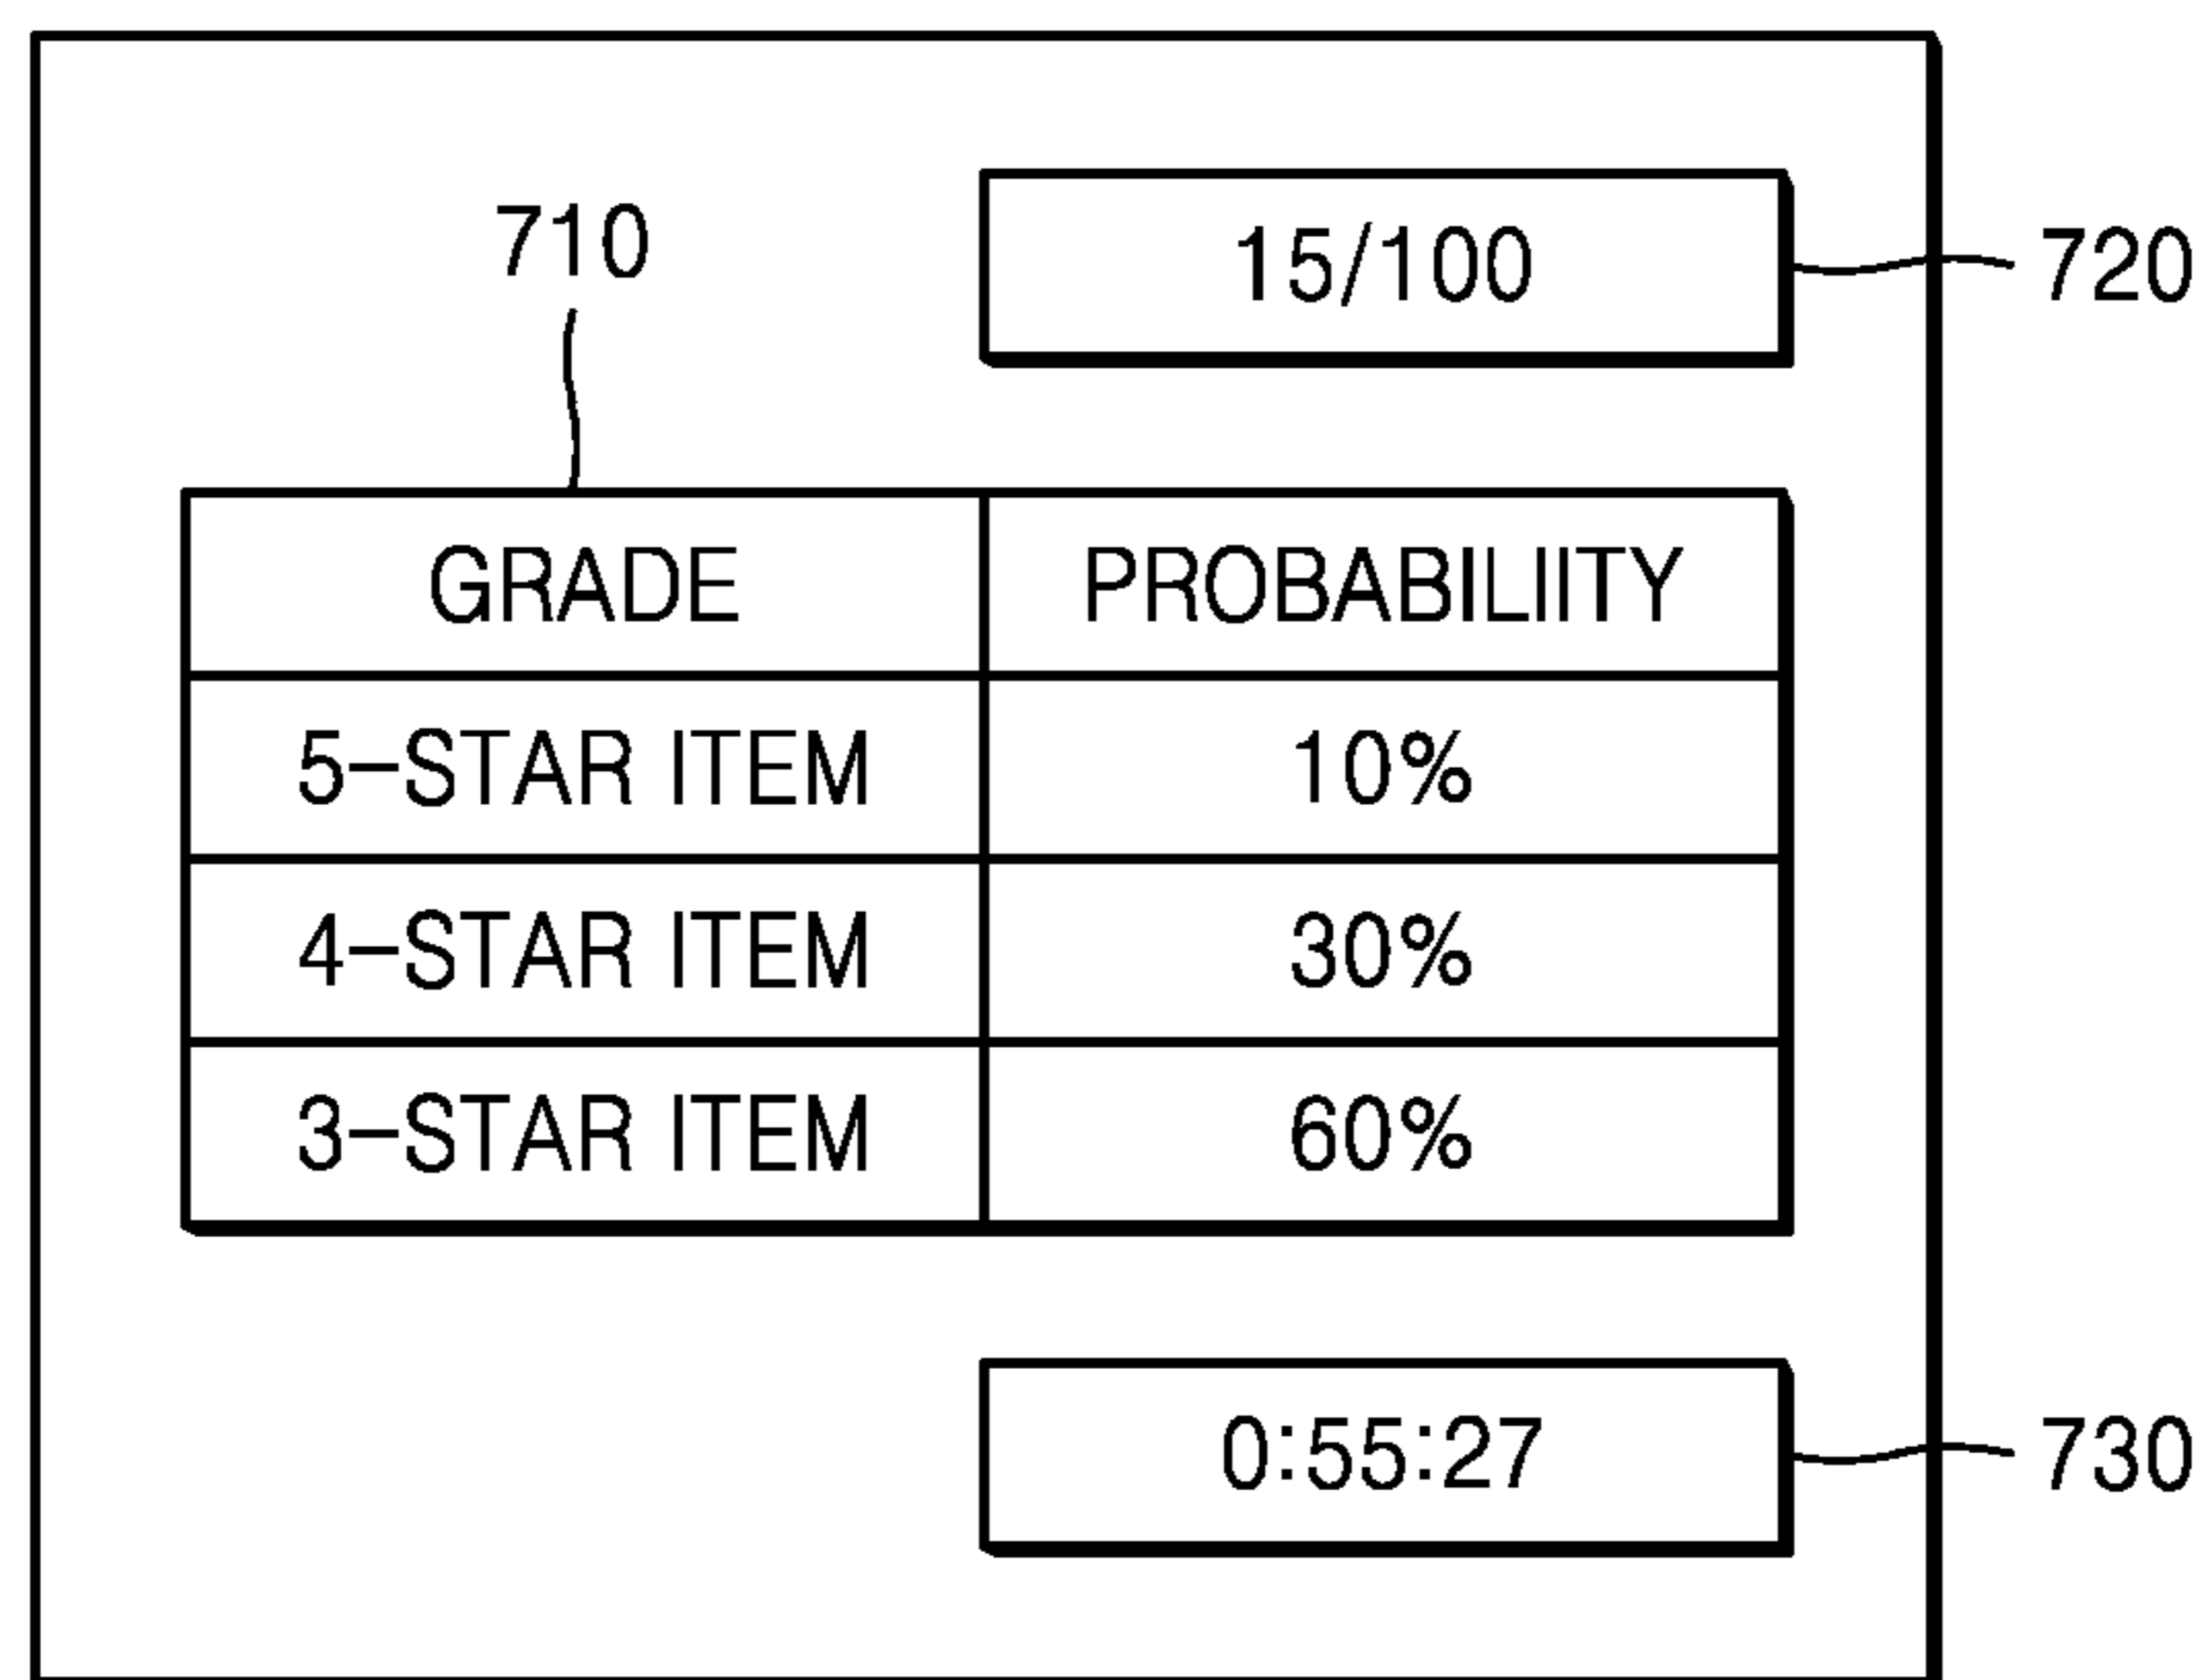 710
15/100
720
GRADE PROBABILIITY
5-STAR ITEM 10%
4-STAR ITEM 30%
3-STAR ITEM 60%
0:55:27
730